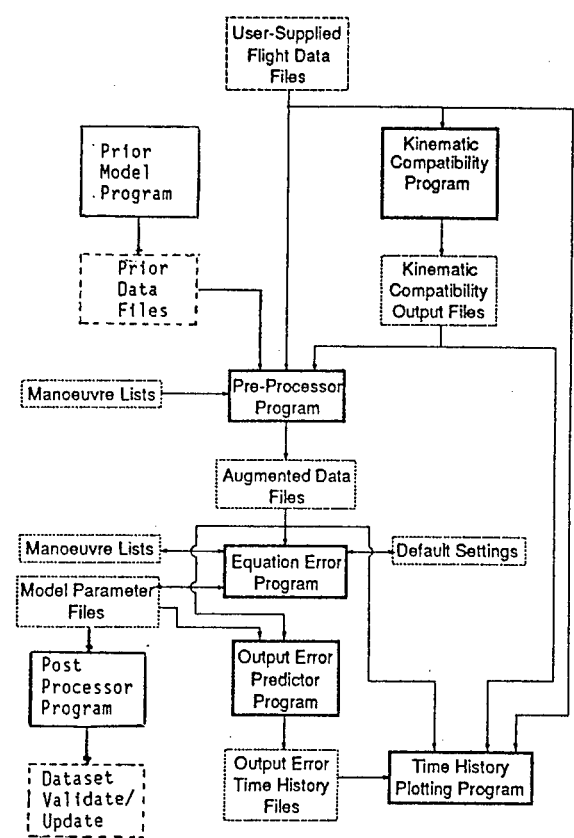 User-Supplied
Flight Data
Files
Prior
Model
Program
Kinematic
Compatibility
Program
Prior
Data
Files
Kinematic
Compatibility
Output Files
Manoeuvre Lists
Pre-Processor
Program
Augmented Data
Files
Manoeuvre Lists
Equation Error
Program
Default Settings
Model Parameter
Files
Post
Processor
Program
Output Error
Predictor
Program
Dataset
Validate/
Update
Output Error
Time History
Files
Time History
Plotting Program